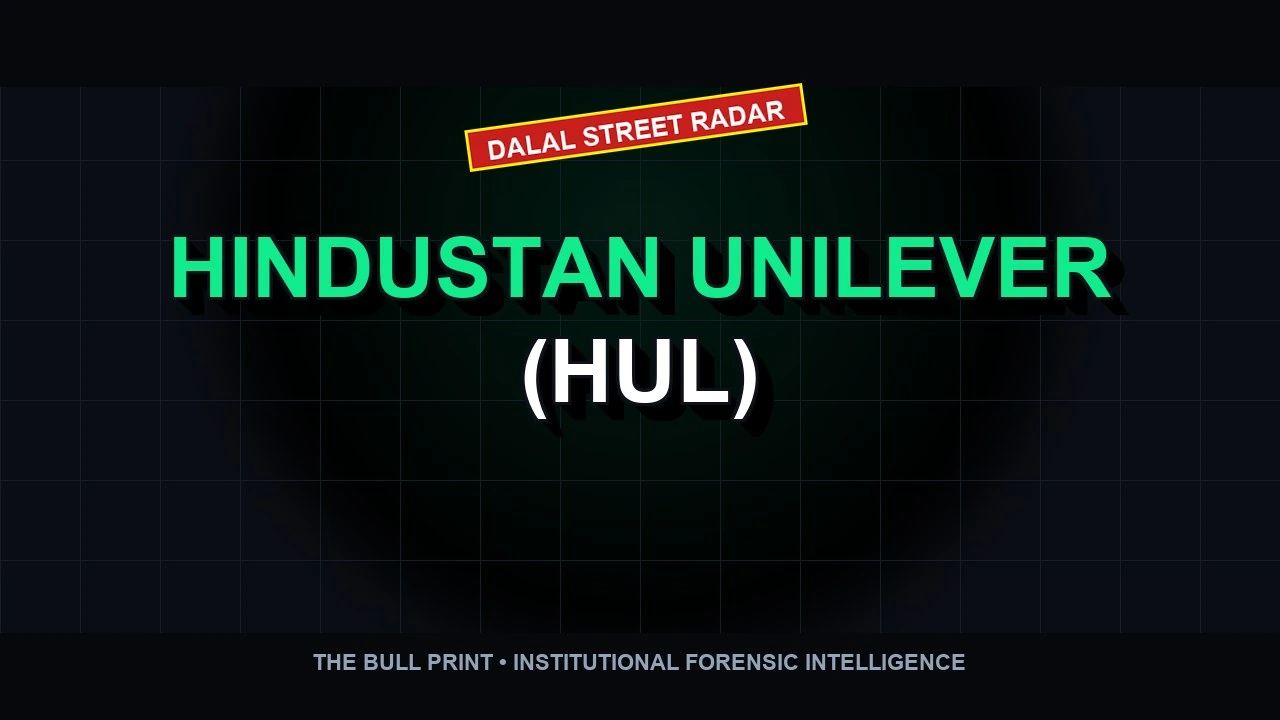 DALAL STREET RADAR
HINDUSTAN UNILEVER
(HUL)
THE BULL PRINT • INSTITUTIONAL FORENSIC INTELLIGENCE